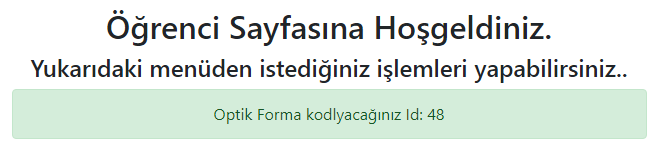 Öğrenci Sayfasına Hoşgeldiniz.
Yukarıdaki menüden istediğiniz işlemleri yapabilirsiniz..
Optik Forma kodlyacağınız Id: 48